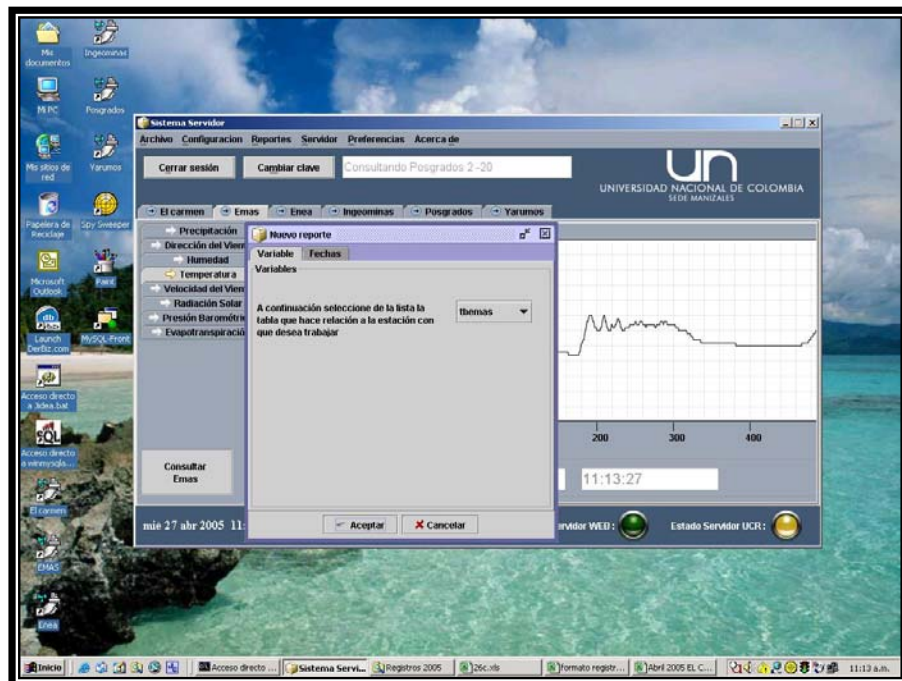 Mis documentos
Ingeominas
Mi PC
Posgrados
Mis sitios de red
Yarumos
Papelera de Reciclaje
Spy Sweeper
Microsoft Outlook
Paint
Launch DerBiz.com
MySQL-Front
Acceso directo a 3dea.bat
Acceso directo a winmysqla...
El carmen
EMAS
Enea
Sistema Servidor
Archivo Configuracion Reportes Servidor Preferencias Acerca de
Cerrar sesión
Cambiar clave
Consultando Posgrados 2 -20
un
UNIVERSIDAD NACIONAL DE COLOMBIA
SEDE MANIZALES
El carmen Emas Enea Ingeominas Posgrados Yarumos
Precipitación
Dirección del Vien
Humedad
Temperatura
Velocidad del Vien
Radiación Solar
Presión Barométri
Evapotranspiració
Consultar Emas
Nuevo reporte
Variable Fechas
Variables
A continuación seleccione de la lista la
tabla que hace relación a la estación con
que desea trabajar
tbemas
Aceptar Cancelar
200 300 400
11:13:27
mié 27 abr 2005 11:
ervidor WEB : Estado Servidor UCR :
Inicio Acceso directo ... Sistema Servi... Registros 2005 26c.xls formato registr... Abril 2005 EL C... 11:13 a.m.